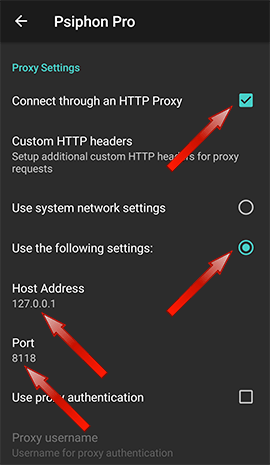 Psiphon Pro
Proxy Settings
Connect through an HTTP Proxy
Custom HTTP headers
Setup additional custom HTTP headers for proxy
requests
Use system network settings
Use the following settings:
Host Address
127.0.0.1
Port
8118
Use proxy authentication
Proxy username
Username for proxy authentication